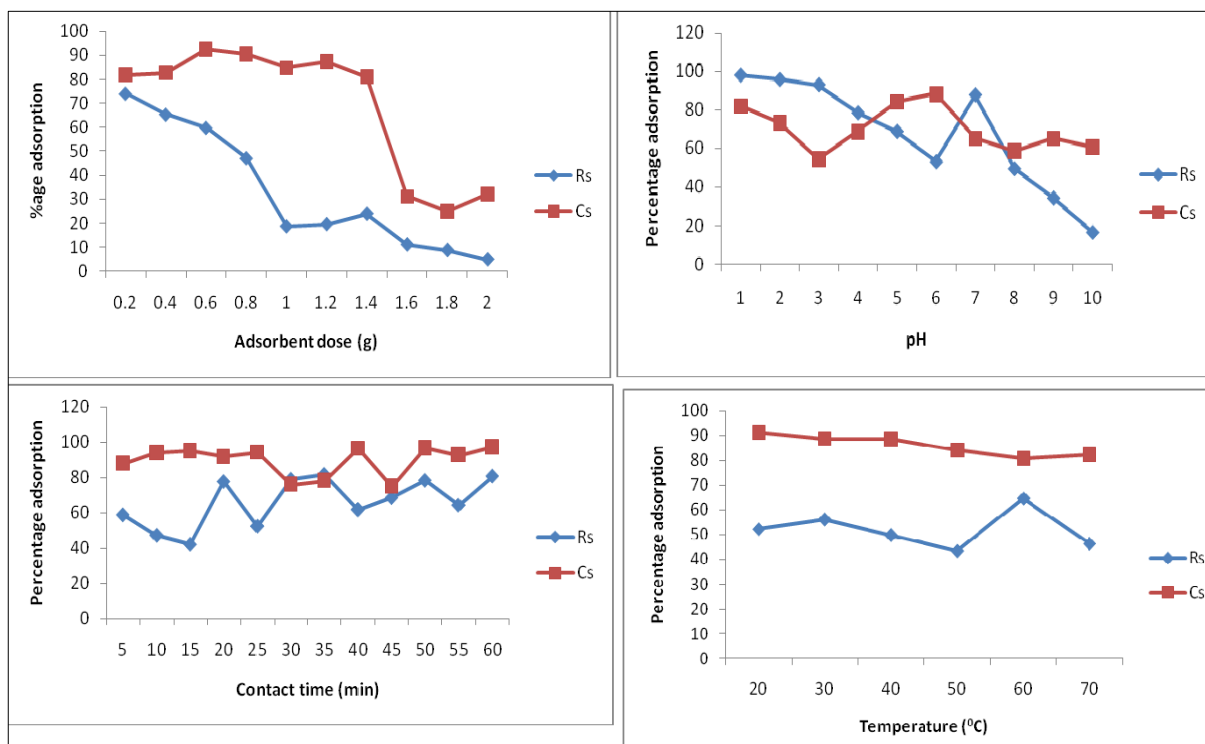 100
90
80
70
60
50
40
30
20
10
0
%age adsorption
0.2 0.4 0.6 0.8 1 1.2 1.4 1.6 1.8 2
Adsorbent dose (g)
Rs
Cs
120
100
80
60
40
20
0
Percentage adsorption
1 2 3 4 5 6 7 8 9 10
pH
Rs
Cs
120
100
80
60
40
20
0
Percentage adsorption
5 10 15 20 25 30 35 40 45 50 55 60
Contact time (min)
Rs
Cs
100
90
80
70
60
50
40
30
20
10
0
Percentage adsorption
20 30 40 50 60 70
Temperature (⁰C)
Rs
Cs